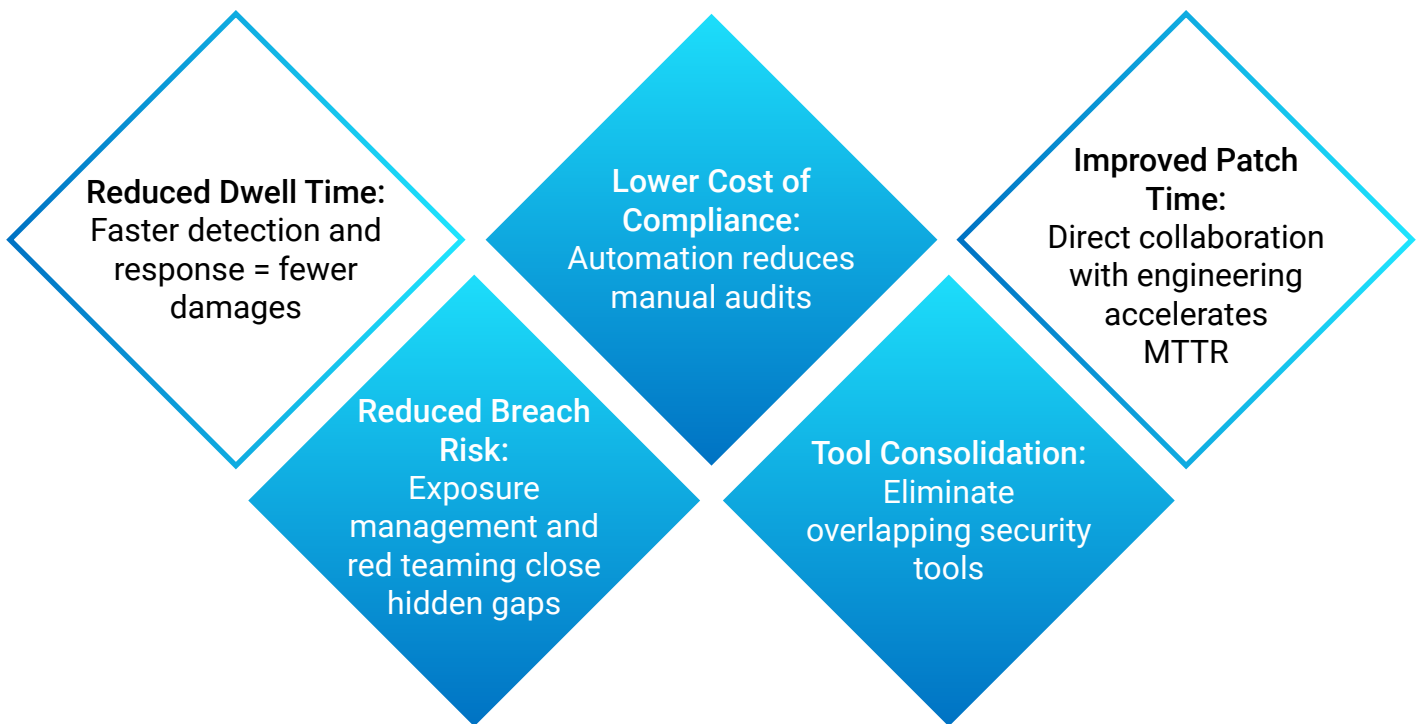 Reduced Dwell Time:
Faster detection and
response = fewer
damages
Lower Cost of
Compliance:
Automation reduces
manual audits
Improved Patch
Time:
Direct collaboration
with engineering
accelerates
MTTR
Reduced Breach
Risk:
Exposure
management and
red teaming close
hidden gaps
Tool Consolidation:
Eliminate
overlapping security
tools